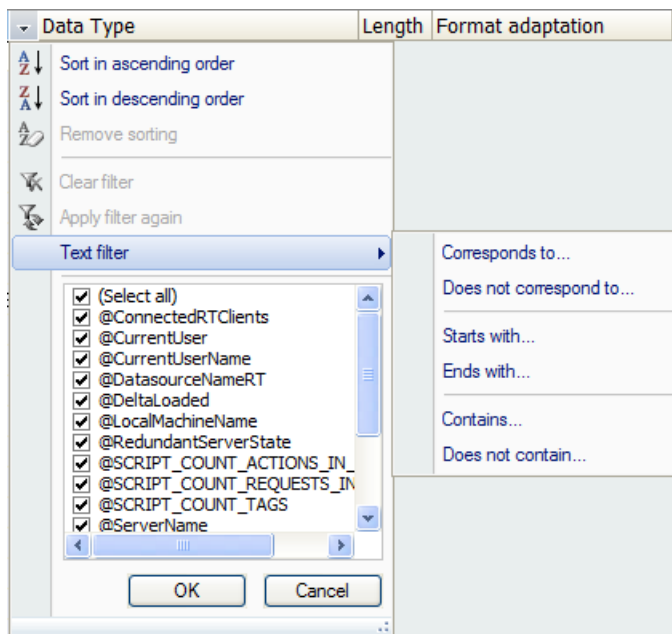 Data Type Length Format adaptation
Sort in ascending order
Sort in descending order
Remove sorting
Clear filter
Apply filter again
Text filter
Corresponds to...
Does not correspond to...
Starts with...
Ends with...
Contains...
Does not contain...
(Select all)
@ConnectedRTClients
@CurrentUser
@CurrentUserName
@DatasourceNameRT
@DeltaLoaded
@LocalMachineName
@RedundantServerState
@SCRIPT_COUNT_ACTIONS_IN_
@SCRIPT_COUNT_REQUESTS_IN
@SCRIPT_COUNT_TAGS
@ServerName
OK Cancel